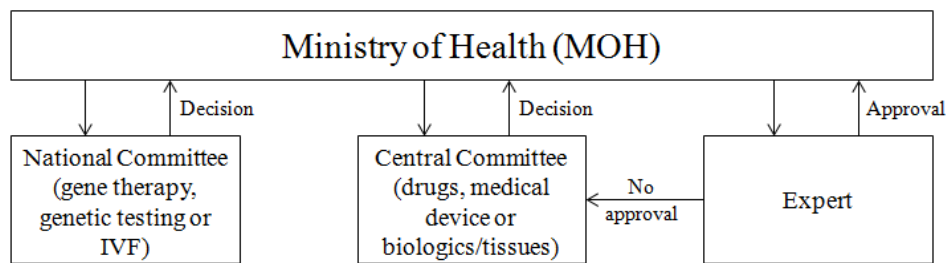 Ministry of Health (MOH)
Decision
Decision
Approval
National Committee
(gene therapy,
genetic testing or
IVF)
Central Committee
(drugs, medical
device or
biologics/tissues)
No
approval
Expert